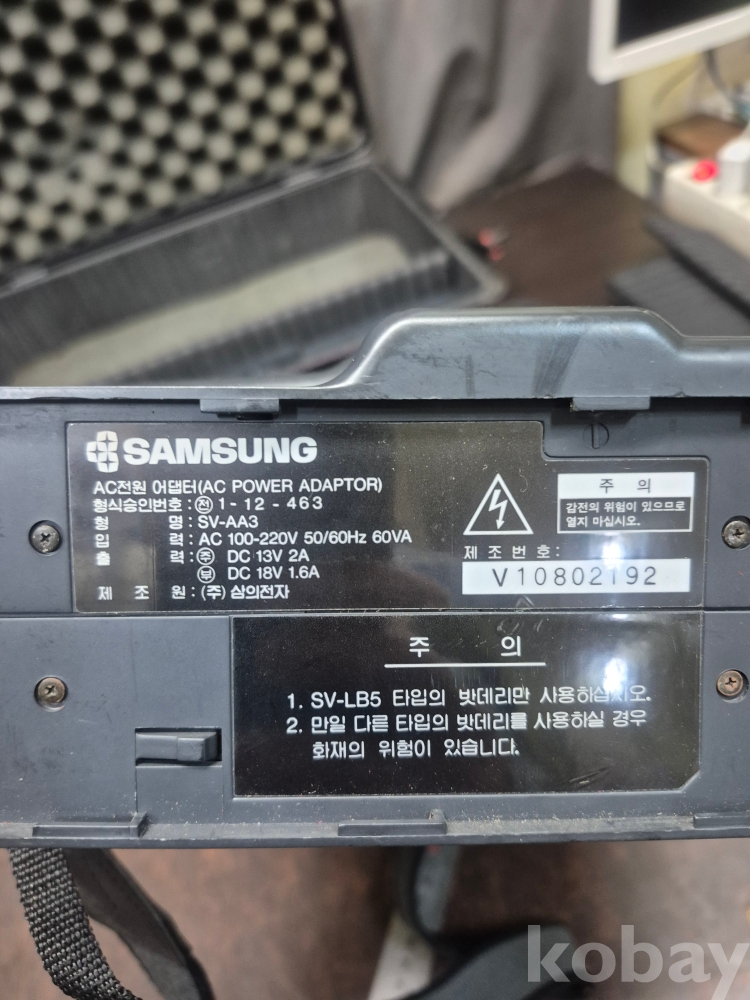 SAMSUNG
AC전원 어댑터(AC POWER ADAPTOR)
형식승인번호 : ㉠ 1-12-463
형 명 : SV-AA3
입 력 : AC 100-220V 50/60Hz 60VA
출 력 : ㈜ DC 13V 2A
DC 18V 1.6A
제 조 원 : (주) 삼의전자
주 의
감전의 위험이 있으므로
열지 마십시오.
제 조 번 호 :
V10802192
주 의
1. SV-LB5 타입의 밧데리만 사용하십시오.
2. 만일 다른 타입의 밧데리를 사용하실 경우
화재의 위험이 있습니다.
kobay